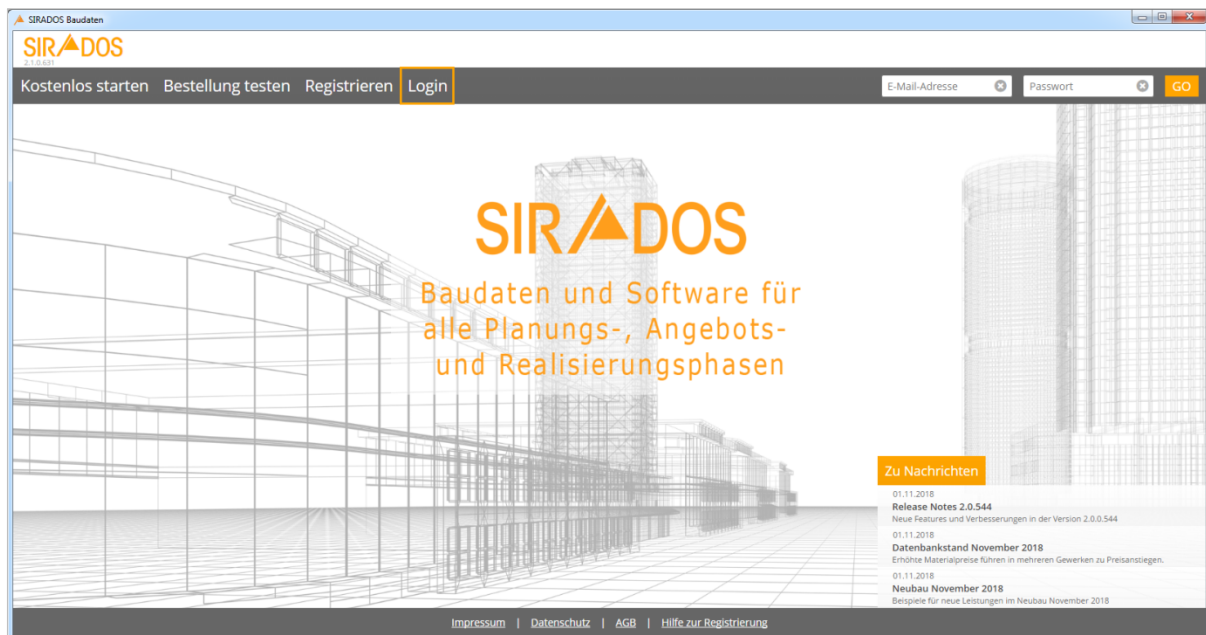 SIRADOS Baudaten
SIRADOS
2.1.0.631
Kostenlos starten Bestellung testen Registrieren Login
E-Mail-Adresse Passwort GO
SIRADOS
Baudaten und Software für
alle Planungs-, Angebots-
und Realisierungsphasen
Zu Nachrichten
01.11.2018
Release Notes 2.0.544
Neue Features und Verbesserungen in der Version 2.0.0.544
01.11.2018
Datenbankstand November 2018
Erhöhte Materialpreise führen in mehreren Gewerken zu Preisanstiegen.
01.11.2018
Neubau November 2018
Beispiele für neue Leistungen im Neubau November 2018
Impressum | Datenschutz | AGB | Hilfe zur Registrierung